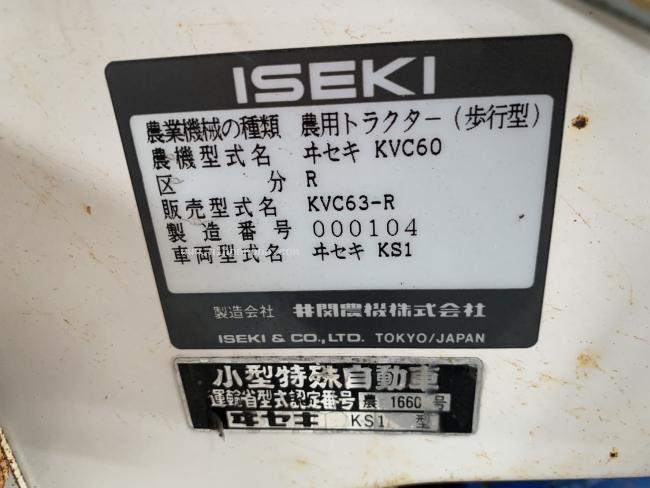 ISEKI
農業機械の種類 農用トラクター(歩行型)
農機型式名 ヰセキ KVC60
区分 R
販売型式名 KVC63-R
製造番号 000104
車両型式名 ヰセキ KS1
製造会社 井関農機株式会社
ISEKI & CO., LTD. TOKYO/JAPAN
小型特殊自動車
運輸省型式認定番号 農 1660 号
ヰセキ KS1 型